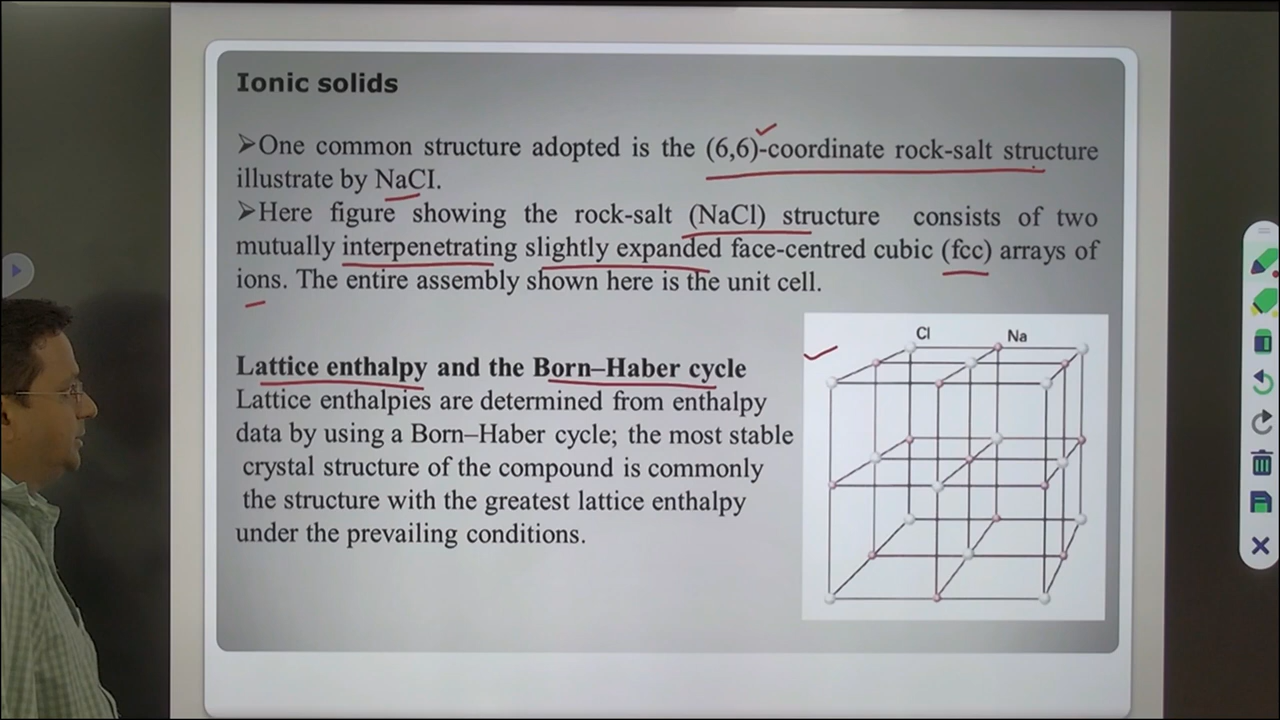 Ionic solids
➢One common structure adopted is the (6,6)-coordinate rock-salt structure
illustrate by NaCI.
➢Here figure showing the rock-salt (NaCl) structure consists of two
mutually interpenetrating slightly expanded face-centred cubic (fcc) arrays of
ions. The entire assembly shown here is the unit cell.
Cl Na
Lattice enthalpy and the Born–Haber cycle
Lattice enthalpies are determined from enthalpy
data by using a Born–Haber cycle; the most stable
crystal structure of the compound is commonly
the structure with the greatest lattice enthalpy
under the prevailing conditions.